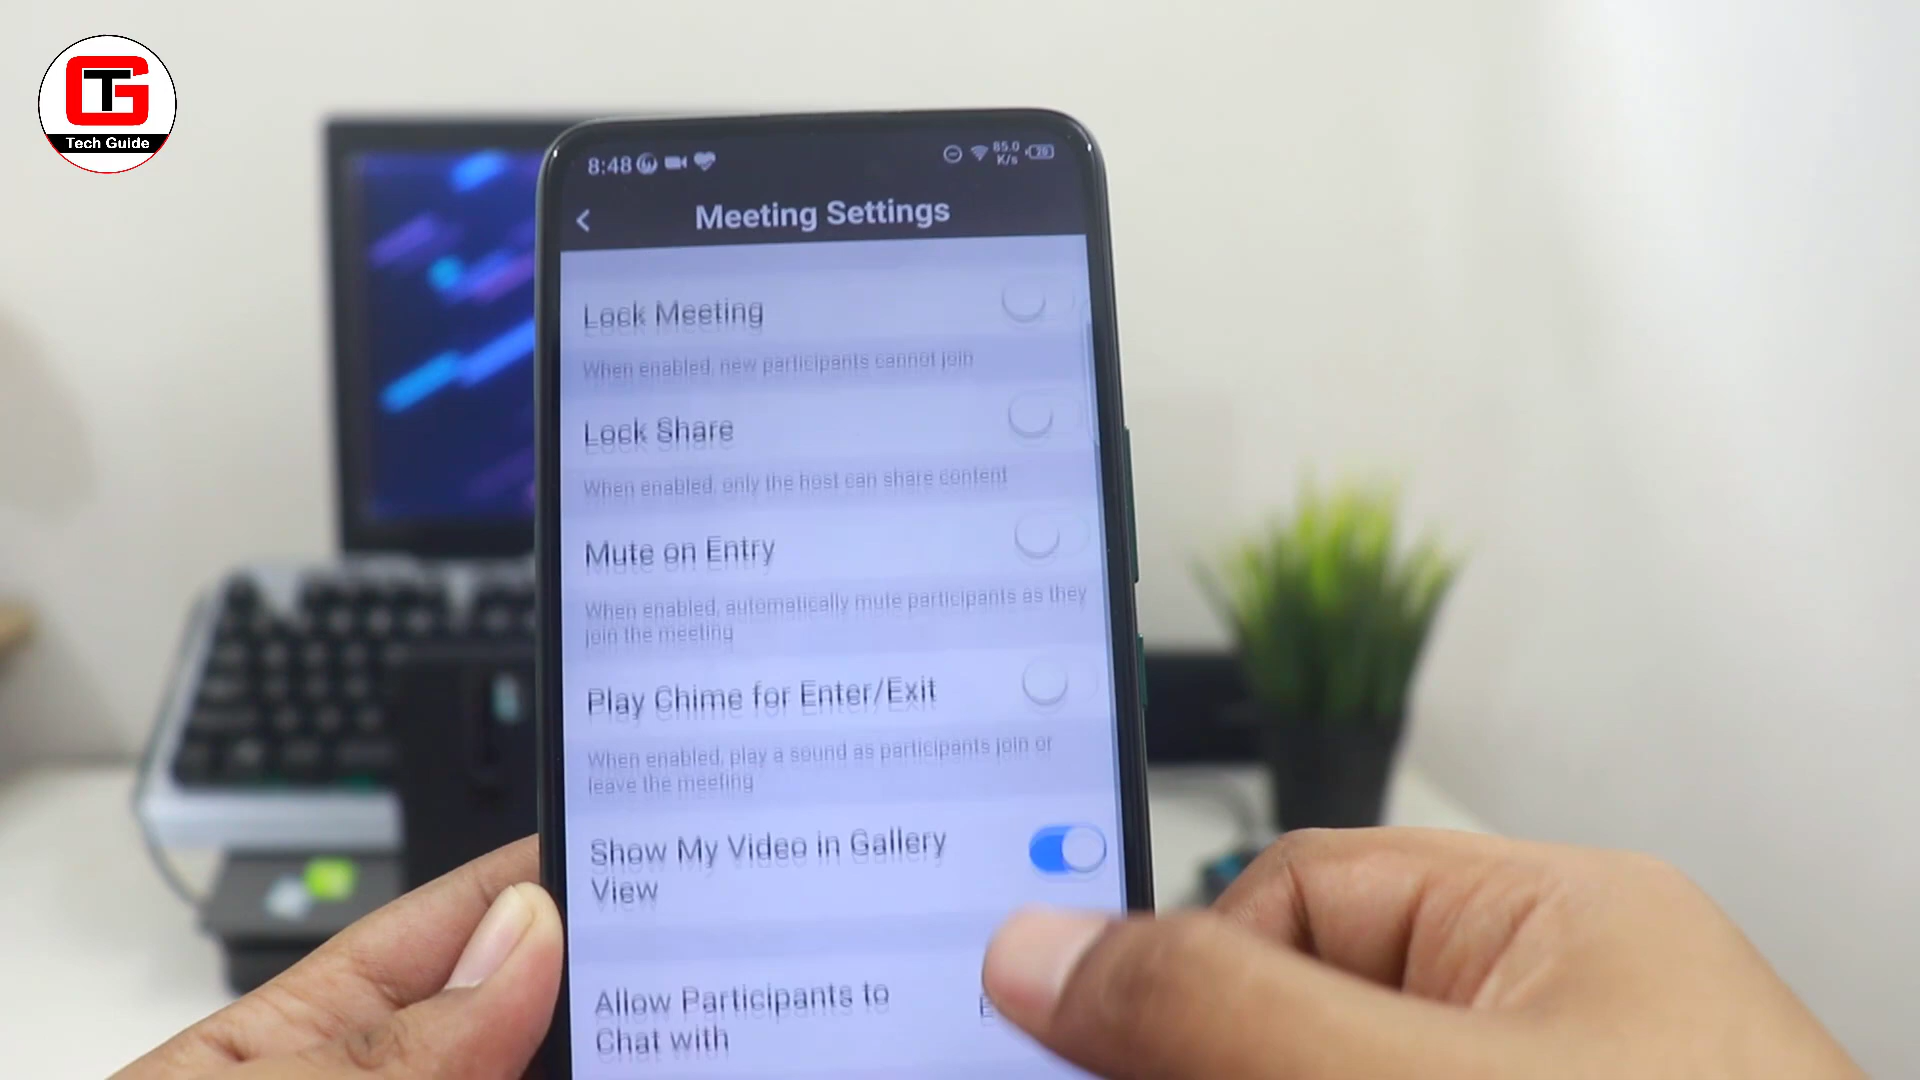 TG
Tech Guide
8:48
85.0
K/s
20
Meeting Settings
Lock Meeting
When enabled, new participants cannot join
Lock Share
When enabled, only the host can share content
Mute on Entry
When enabled, automatically mute participants as they
join the meeting
Play Chime for Enter/Exit
When enabled, play a sound as participants join or
leave the meeting
Show My Video in Gallery
View
Allow Participants to
Chat with